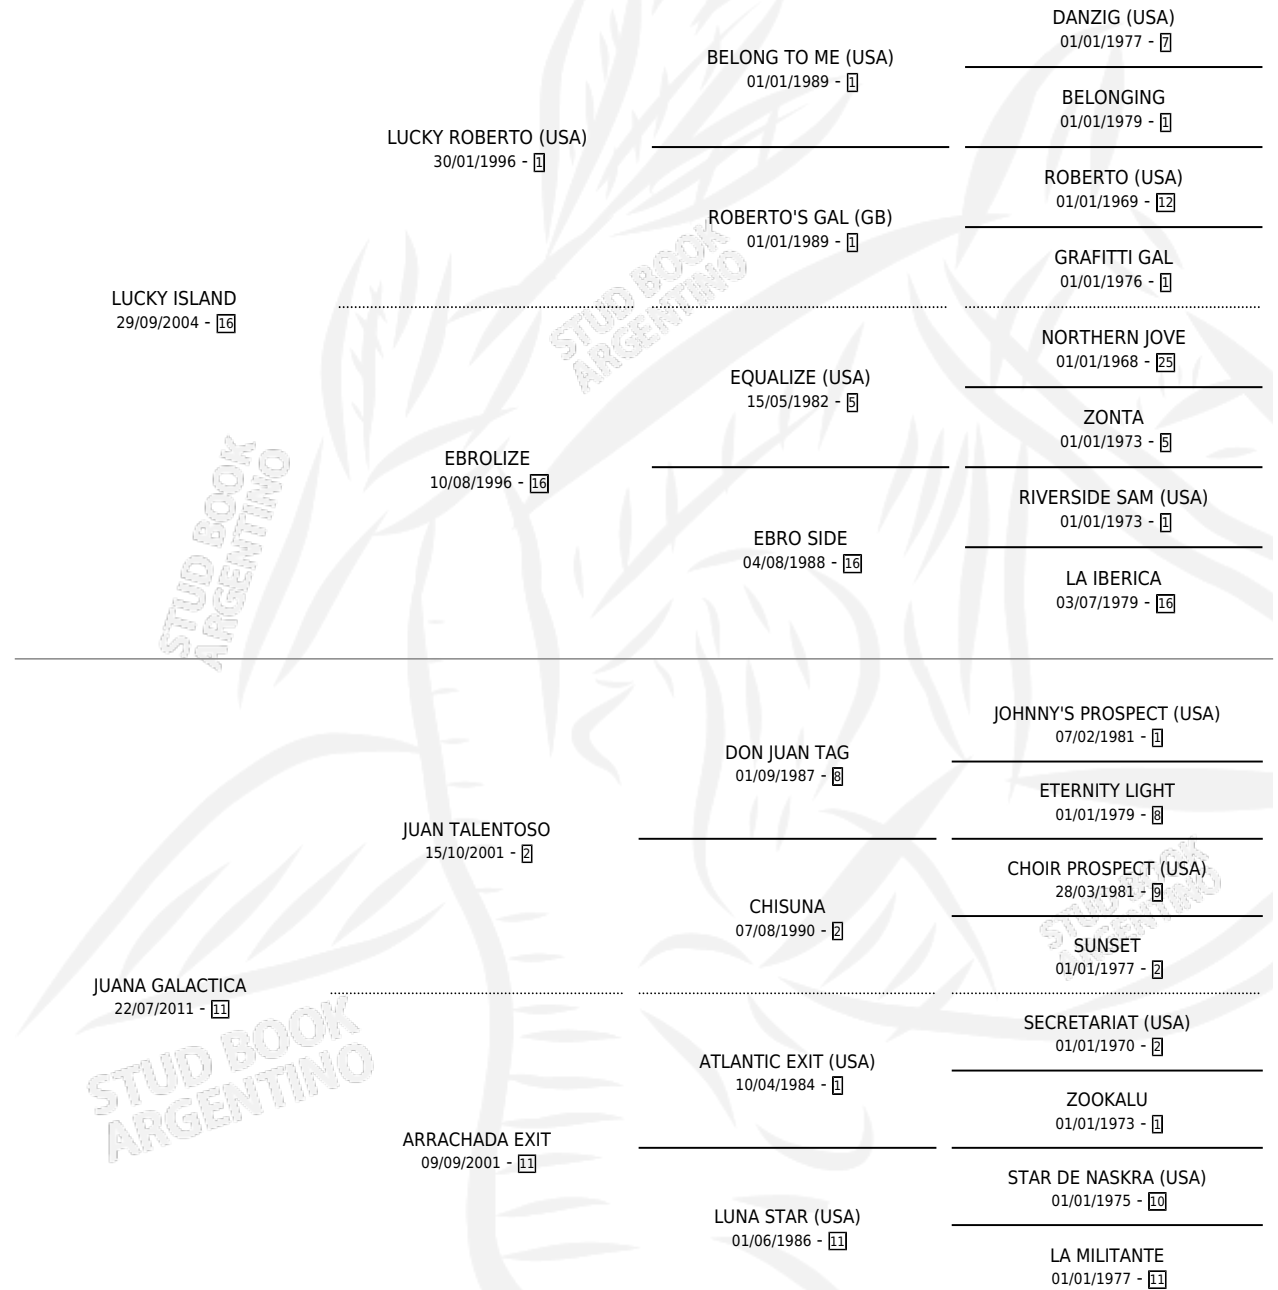 DANZIG (USA)
01/01/1977 - 7
BELONG TO ME (USA)
01/01/1989 - 1
BELONGING
01/01/1979 - 1
LUCKY ROBERTO (USA)
30/01/1996 - 1
ROBERTO (USA)
01/01/1969 - 12
ROBERTO'S GAL (GB)
01/01/1989 - 1
GRAFITTI GAL
01/01/1976 - 1
LUCKY ISLAND
29/09/2004 - 16
NORTHERN JOVE
01/01/1968 - 25
EQUALIZE (USA)
15/05/1982 - 5
ZONTA
01/01/1973 - 5
EBROLIZE
10/08/1996 - 16
RIVERSIDE SAM (USA)
01/01/1973 - 1
EBRO SIDE
04/08/1988 - 16
LA IBERICA
03/07/1979 - 16
STUD BOOK
ARGENTINO
STUD BOOK
ARGENTINO
JOHNNY'S PROSPECT (USA)
07/02/1981 - 1
DON JUAN TAG
01/09/1987 - 8
ETERNITY LIGHT
01/01/1979 - 8
JUAN TALENTOSO
15/10/2001 - 2
CHOIR PROSPECT (USA)
28/03/1981 - 9
CHISUNA
07/08/1990 - 2
SUNSET
01/01/1977 - 2
JUANA GALACTICA
22/07/2011 - 11
SECRETARIAT (USA)
01/01/1970 - 2
ATLANTIC EXIT (USA)
10/04/1984 - 1
ZOOKALU
01/01/1973 - 1
ARRACHADA EXIT
09/09/2001 - 11
STAR DE NASKRA (USA)
01/01/1975 - 10
LUNA STAR (USA)
01/06/1986 - 11
LA MILITANTE
01/01/1977 - 11
STUD BOOK
ARGENTINO
STUD BOOK
ARGENTINO